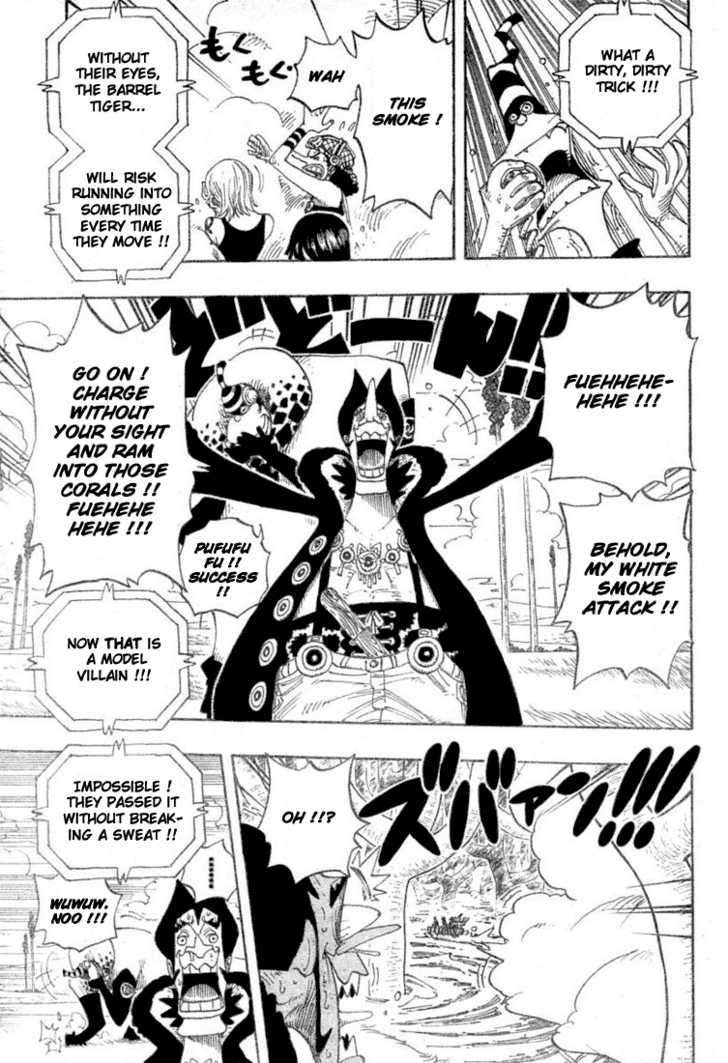 WHAT A
DIRTY, DIRTY
TRICK !!!
THIS
SMOKE !
WAH
もく
もく
WITHOUT
THEIR EYES,
THE BARREL
TIGER...
WILL RISK
RUNNING INTO
SOMETHING
EVERY TIME
THEY MOVE !!
FUEHHEHE-
HEHE !!!
BEHOLD,
MY WHITE
SMOKE
ATTACK !!
GO ON !
CHARGE
WITHOUT
YOUR SIGHT
AND RAM
INTO THOSE
CORALS !!
FUEHEHE
HEHE !!!
PUFUFU
FU !!
SUCCESS
!!
NOW THAT IS
A MODEL
VILLAIN !!!
ズバァン!!!
OH !!?
IMPOSSIBLE !
THEY PASSED IT
WITHOUT BREAK-
ING A SWEAT !!
......
WUWUW.
NOO !!!